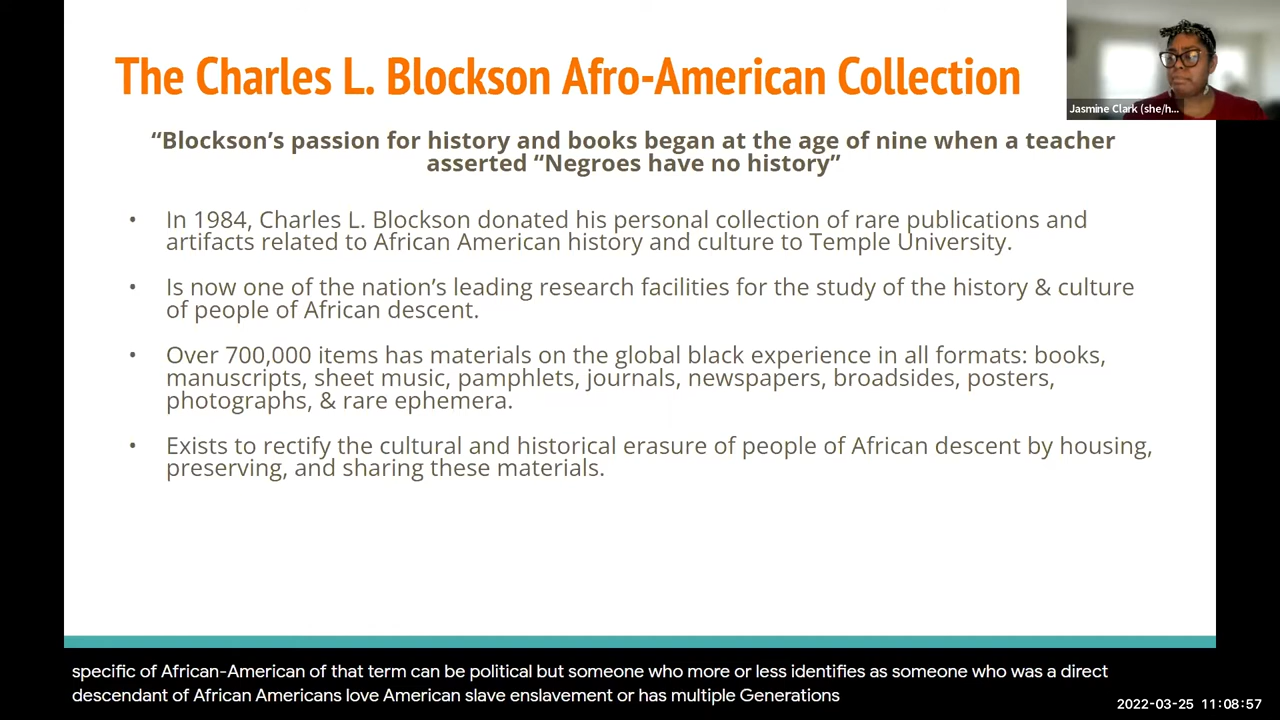 The Charles L. Blockson Afro-American Collection
Jasmine Clark (she/h...
“Blockson’s passion for history and books began at the age of nine when a teacher
asserted “Negroes have no history”
• In 1984, Charles L. Blockson donated his personal collection of rare publications and
artifacts related to African American history and culture to Temple University.
• Is now one of the nation’s leading research facilities for the study of the history & culture
of people of African descent.
• Over 700,000 items has materials on the global black experience in all formats: books,
manuscripts, sheet music, pamphlets, journals, newspapers, broadsides, posters,
photographs, & rare ephemera.
• Exists to rectify the cultural and historical erasure of people of African descent by housing,
preserving, and sharing these materials.
specific of African-American of that term can be political but someone who more or less identifies as someone who was a direct
descendant of African Americans love American slave enslavement or has multiple Generations
2022-03-25 11:08:57